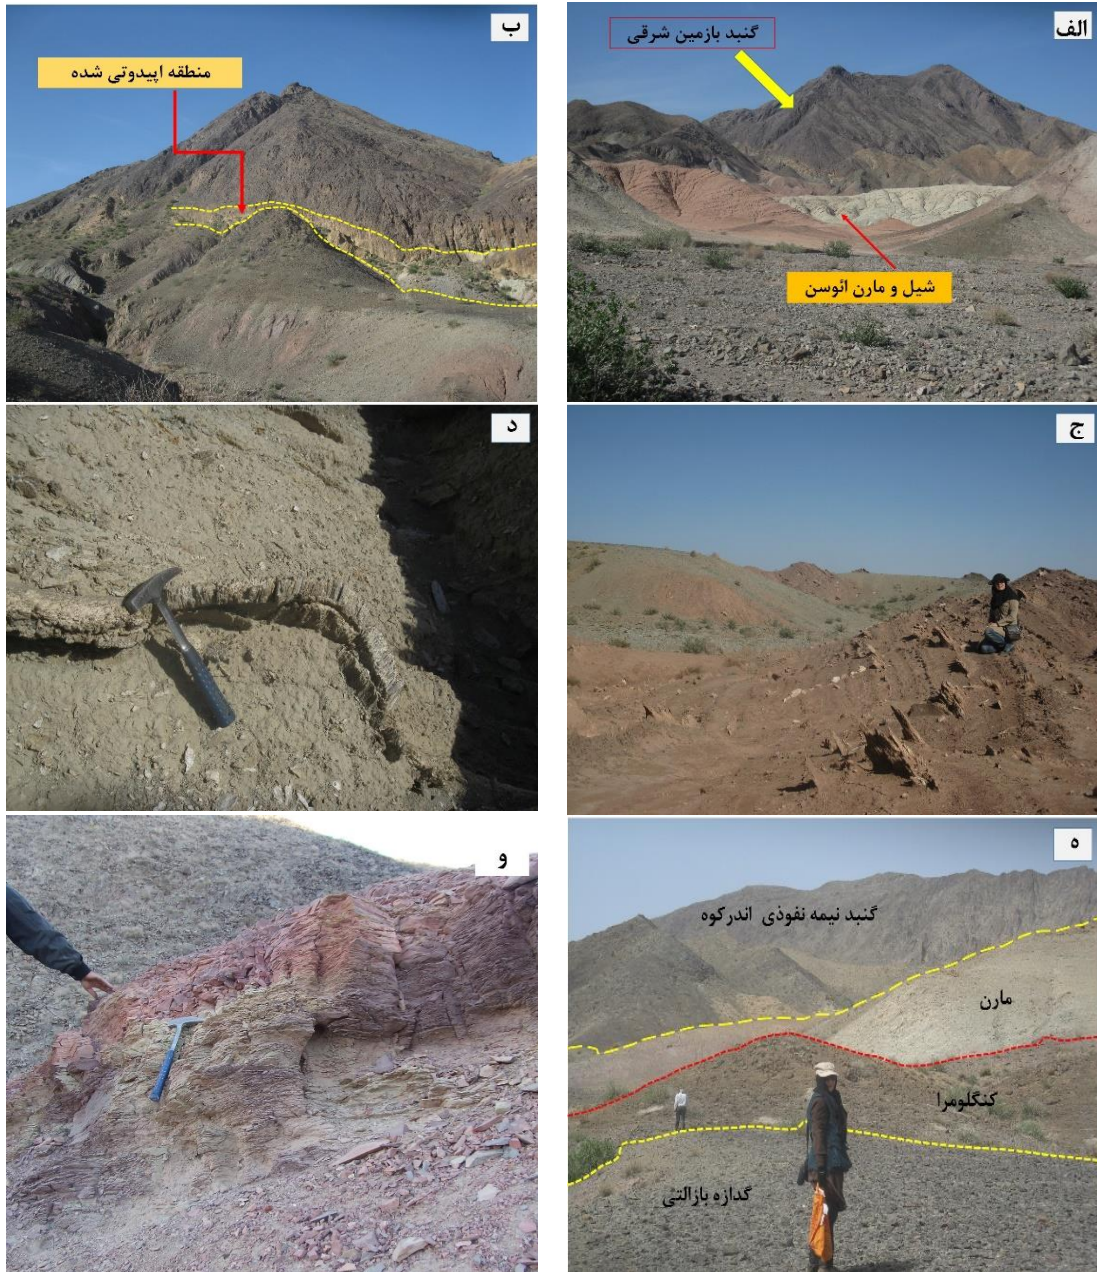 الف
گنبد بازمین شرقی
شیل و مارن ائوسن
ب
منطقه اپیدوتی شده
ج
د
ه
گنبد نیمه نفوذی اندرکوه
مارن
کنگلومرا
گدازه بازالتی
و